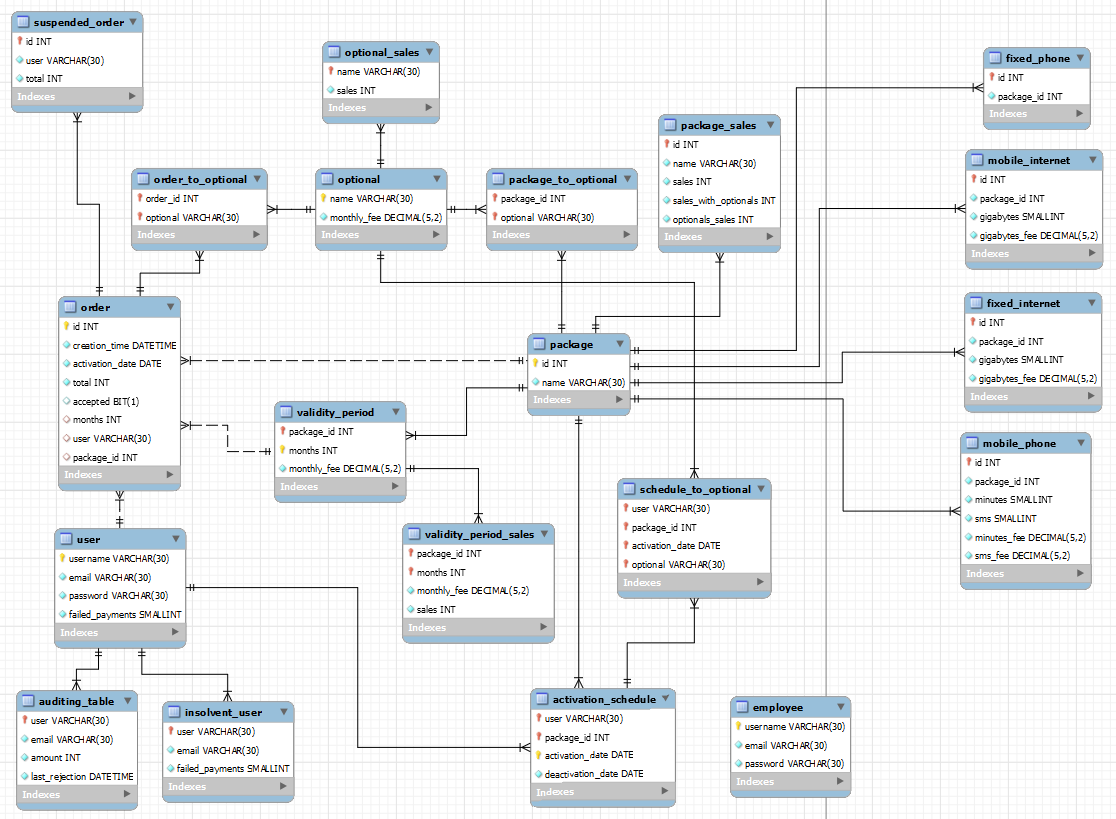 suspended_order
id INT
user VARCHAR(30)
total INT
Indexes
optional_sales
name VARCHAR(30)
sales INT
Indexes
fixed_phone
id INT
package_id INT
Indexes
package_sales
id INT
name VARCHAR(30)
sales INT
sales_with_optionals INT
optionals_sales INT
Indexes
mobile_internet
id INT
package_id INT
gigabytes SMALLINT
gigabytes_fee DECIMAL(5,2)
Indexes
order_to_optional
order_id INT
optional VARCHAR(30)
Indexes
optional
name VARCHAR(30)
monthly_fee DECIMAL(5,2)
Indexes
package_to_optional
package_id INT
optional VARCHAR(30)
Indexes
order
id INT
creation_time DATETIME
activation_date DATE
total INT
accepted BIT(1)
months INT
user VARCHAR(30)
package_id INT
Indexes
package
id INT
name VARCHAR(30)
Indexes
fixed_internet
id INT
package_id INT
gigabytes SMALLINT
gigabytes_fee DECIMAL(5,2)
Indexes
validity_period
package_id INT
months INT
monthly_fee DECIMAL(5,2)
Indexes
mobile_phone
id INT
package_id INT
minutes SMALLINT
sms SMALLINT
minutes_fee DECIMAL(5,2)
sms_fee DECIMAL(5,2)
Indexes
schedule_to_optional
user VARCHAR(30)
package_id INT
activation_date DATE
optional VARCHAR(30)
Indexes
user
username VARCHAR(30)
email VARCHAR(30)
password VARCHAR(30)
failed_payments SMALLINT
Indexes
validity_period_sales
package_id INT
months INT
monthly_fee DECIMAL(5,2)
sales INT
Indexes
auditing_table
user VARCHAR(30)
email VARCHAR(30)
amount INT
last_rejection DATETIME
Indexes
insolvent_user
user VARCHAR(30)
email VARCHAR(30)
failed_payments SMALLINT
Indexes
activation_schedule
user VARCHAR(30)
package_id INT
activation_date DATE
deactivation_date DATE
Indexes
employee
username VARCHAR(30)
email VARCHAR(30)
password VARCHAR(30)
Indexes